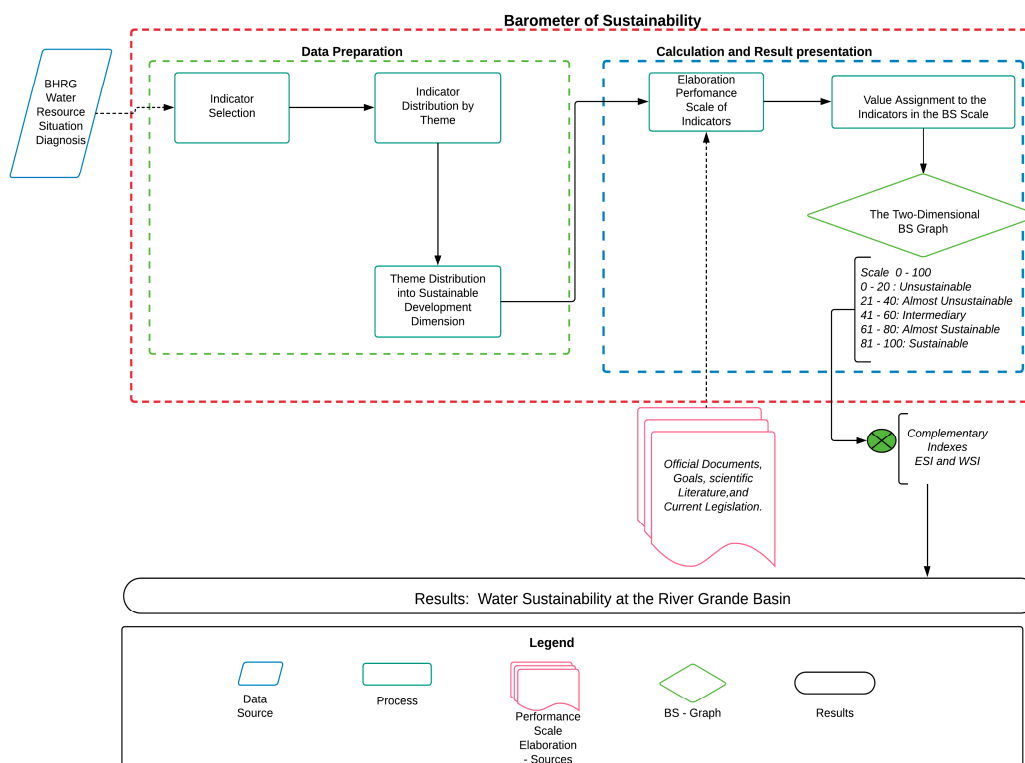 Barometer of Sustainability
Data Preparation
Calculation and Result presentation
BHRG
Water
Resource
Situation
Diagnosis
Indicator
Selection
Indicator
Distribution by
Theme
Theme Distribution
into Sustainable
Development
Dimension
Elaboration
Perfomance
Scale of
Indicators
Value Assignment to the
Indicators in the BS Scale
The Two-Dimensional
BS Graph
Scale 0 - 100
0 - 20 : Unsustainable
21 - 40: Almost Unsustainable
41 - 60: Intermediary
61 - 80: Almost Sustainable
81 - 100: Sustainable
Complementary
Indexes
ESI and WSI
Official Documents,
Goals, scientific
Literature,and
Current Legislation.
Results: Water Sustainability at the River Grande Basin
Legend
Data
Source
Process
Performance
Scale
Elaboration
- Sources
BS - Graph
Results